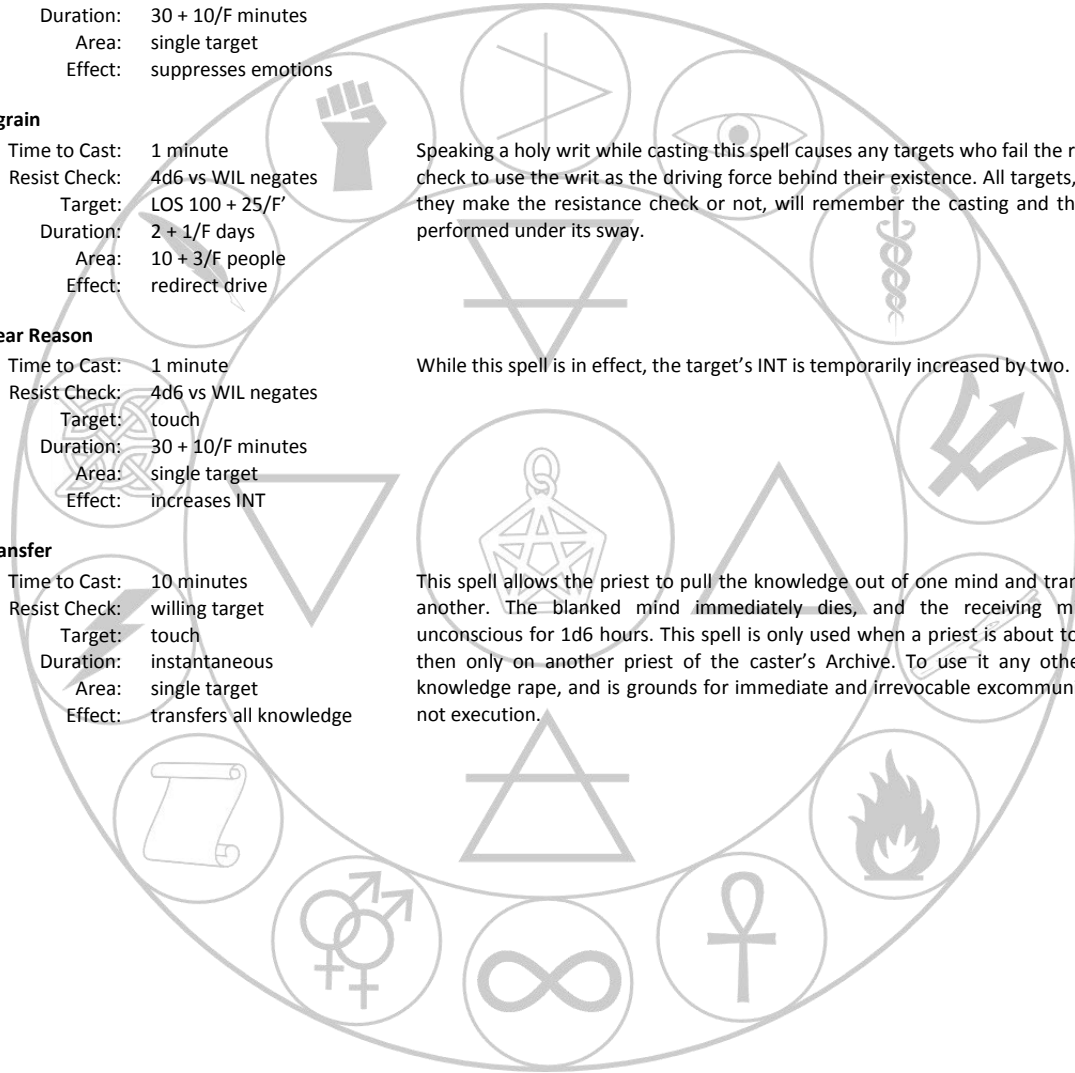 Duration: 30 + 10/F minutes
Area: single target
Effect: suppresses emotions
grain
Time to Cast: 1 minute
Resist Check: 4d6 vs WIL negates
Target: LOS 100 + 25/F’
Duration: 2 + 1/F days
Area: 10 + 3/F people
Effect: redirect drive
Speaking a holy writ while casting this spell causes any targets who fail the r
check to use the writ as the driving force behind their existence. All targets,
they make the resistance check or not, will remember the casting and th
performed under its sway.
ear Reason
Time to Cast: 1 minute
Resist Check: 4d6 vs WIL negates
Target: touch
Duration: 30 + 10/F minutes
Area: single target
Effect: increases INT
While this spell is in effect, the target’s INT is temporarily increased by two.
ansfer
Time to Cast: 10 minutes
Resist Check: willing target
Target: touch
Duration: instantaneous
Area: single target
Effect: transfers all knowledge
This spell allows the priest to pull the knowledge out of one mind and tran
another. The blanked mind immediately dies, and the receiving m
unconscious for 1d6 hours. This spell is only used when a priest is about to
then only on another priest of the caster’s Archive. To use it any othe
knowledge rape, and is grounds for immediate and irrevocable excommun
not execution.